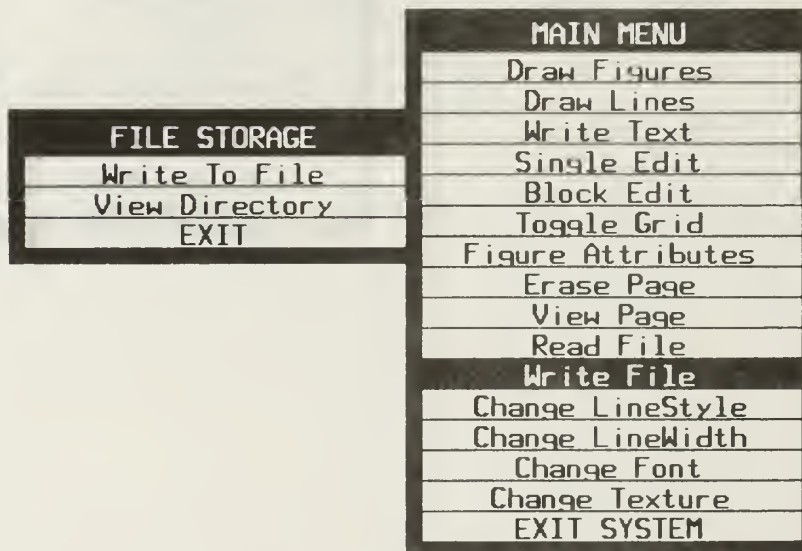 MAIN MENU
Draw Figures
Draw Lines
Write Text
Single Edit
Block Edit
Toggle Grid
Figure Attributes
Erase Page
View Page
Read File
Write File
Change LineStyle
Change LineWidth
Change Font
Change Texture
EXIT SYSTEM
FILE STORAGE
Write To File
View Directory
EXIT